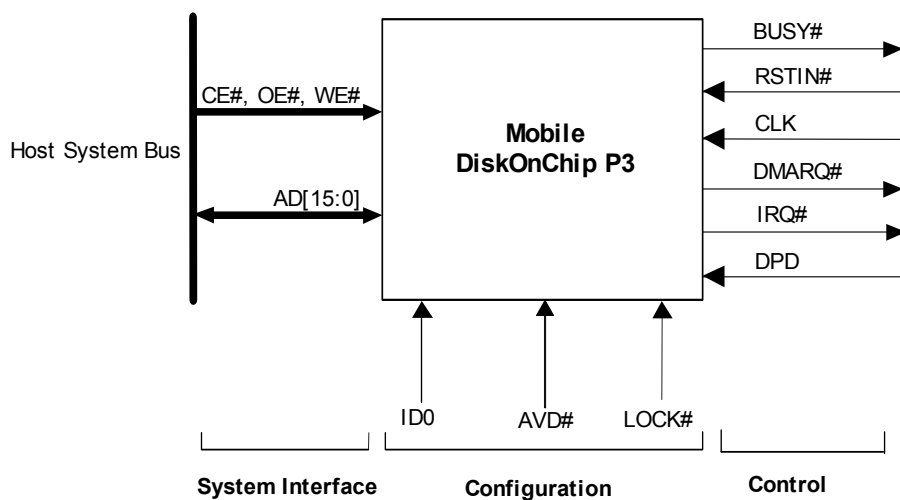 BUSY#
RSTIN#
CE#, OE#, WE#
CLK
Mobile
DiskOnChip P3
Host System Bus
DMARQ#
AD[15:0]
IRQ#
DPD
ID0
AVD#
LOCK#
System Interface
Configuration
Control